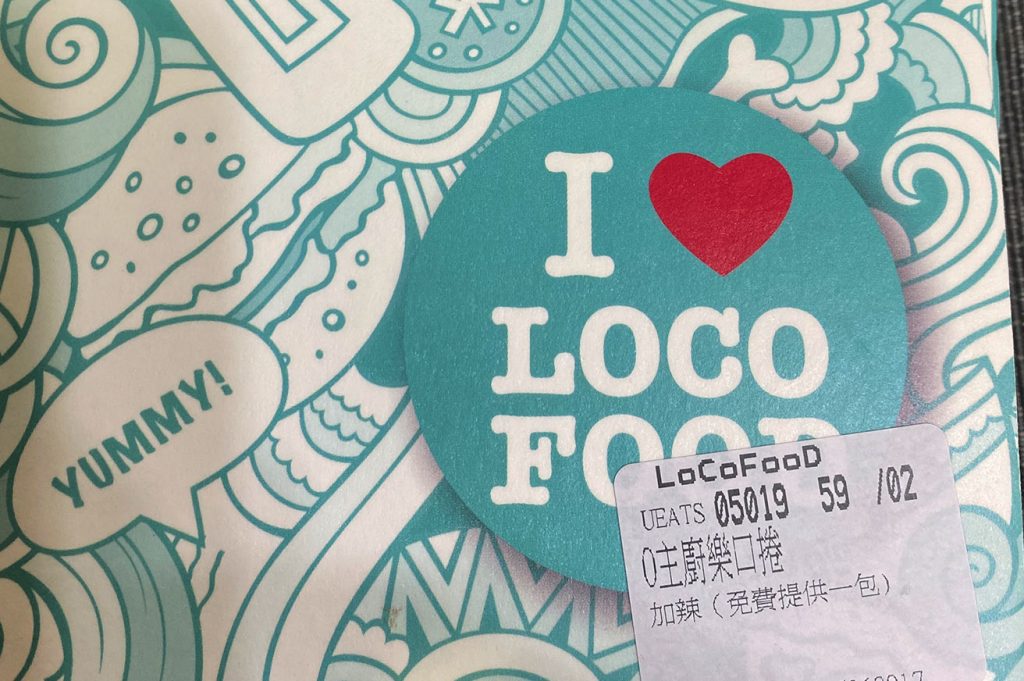 I
LOCO
FOOD
YUMMY!
LoCoFooD
UEATS 05019 59 /02
0主廚樂口捲
加辣(免費提供一包)